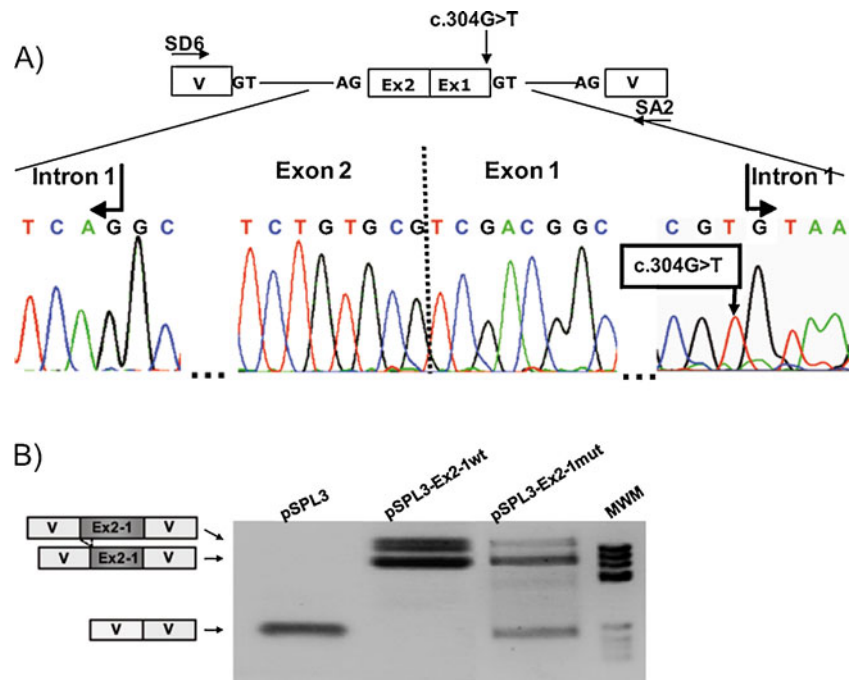 A)
c.304G>T
SD6
V GT AG Ex2 Ex1 GT AG V
SA2
Intron 1 Exon 2 Exon 1 Intron 1
T C A G G C T C T G T G C G T C G A C G G C C G T G T A A
c.304G>T
... ...
B)
pSPL3 pSPL3-Ex2-1wt pSPL3-Ex2-1mut MWM
V Ex2-1 V
V Ex2-1 V
V V